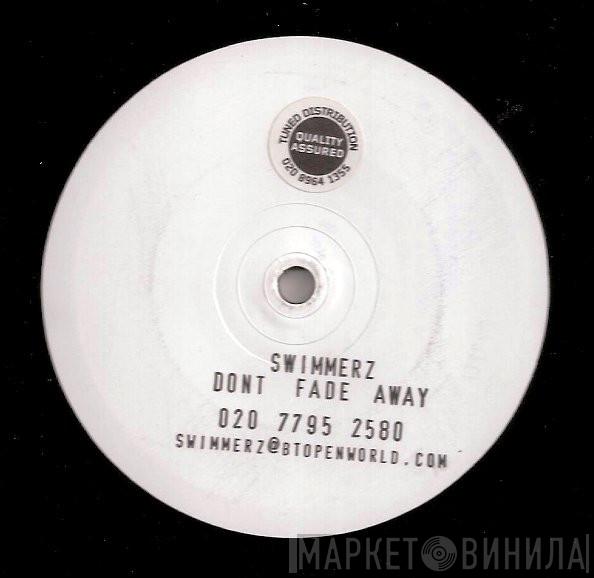 TUNED DISTRIBUTION
QUALITY
ASSURED
020 8964 1355
SWIMMERZ
DONT FADE AWAY
020 7795 2580
SWIMMERZ@BTOPENWORLD.COM
МАРКЕТ ВИНИЛА